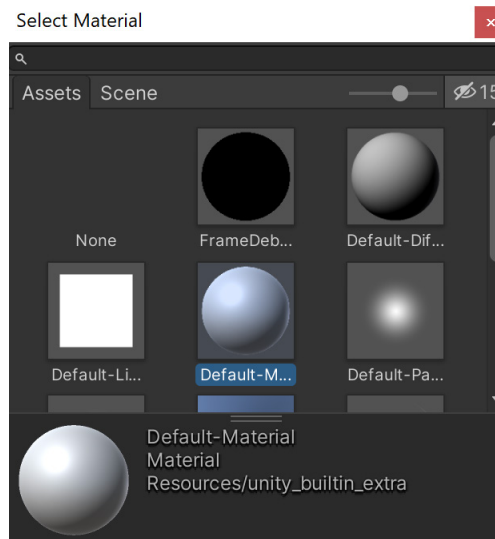 Select Material
Assets Scene 15
None FrameDeb... Default-Dif...
Default-Li... Default-M... Default-Pa...
Default-Material
Material
Resources/unity_builtin_extra